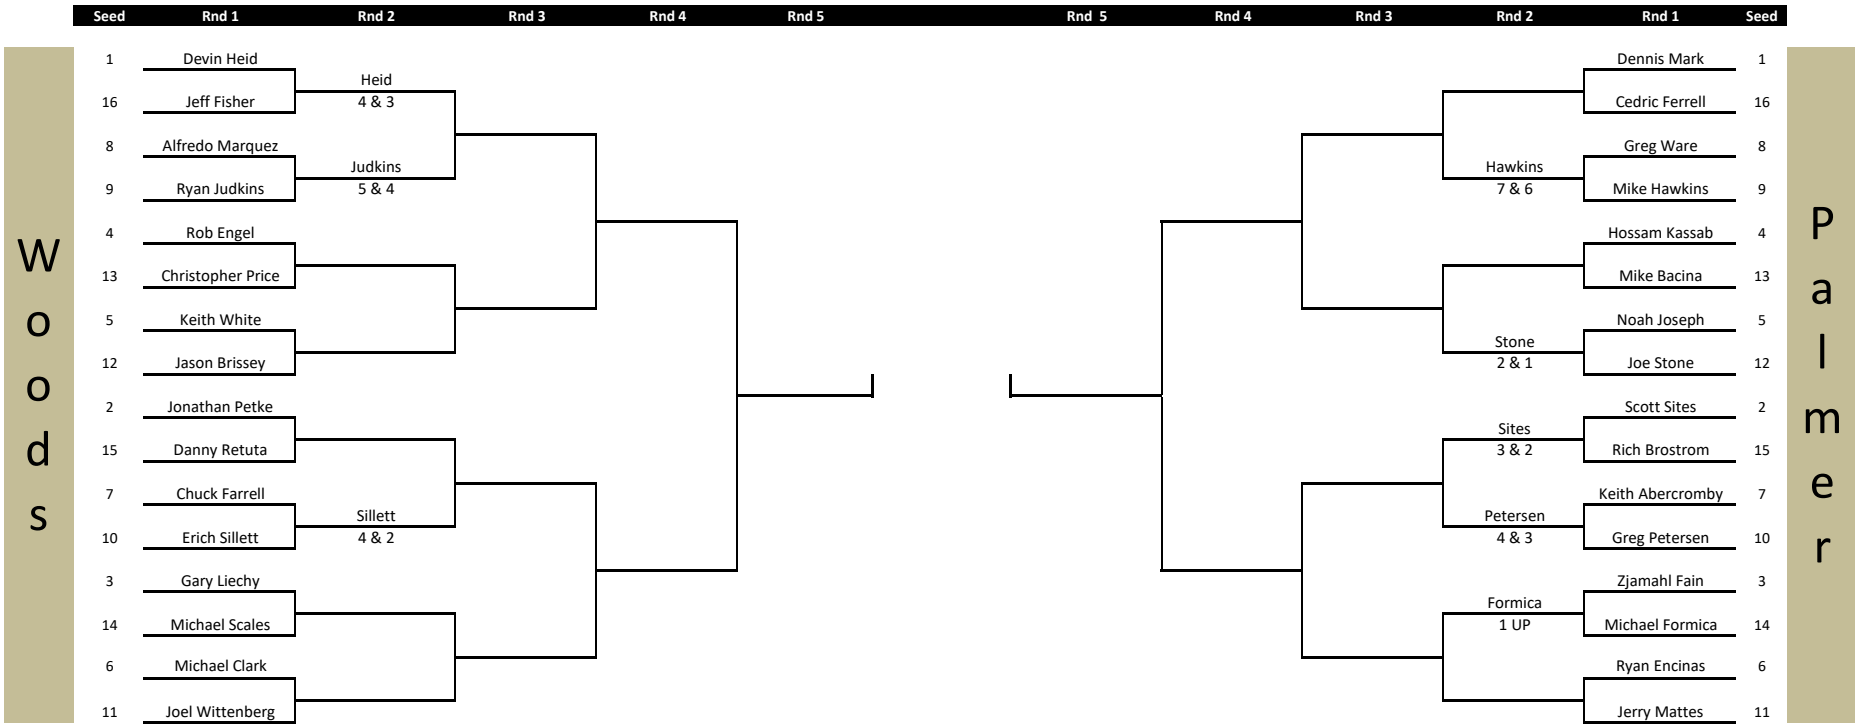 Seed Rnd 1 Rnd 2 Rnd 3 Rnd 4 Rnd 5 Rnd 5 Rnd 4 Rnd 3 Rnd 2 Rnd 1 Seed
Woods
1 Devin Heid
Heid
4 & 3
16 Jeff Fisher
8 Alfredo Marquez
Judkins
5 & 4
9 Ryan Judkins
4 Rob Engel
13 Christopher Price
5 Keith White
12 Jason Brissey
2 Jonathan Petke
15 Danny Retuta
7 Chuck Farrell
Sillett
4 & 2
10 Erich Sillett
3 Gary Liechy
14 Michael Scales
6 Michael Clark
11 Joel Wittenberg
Dennis Mark 1
Cedric Ferrell 16
Greg Ware 8
Hawkins
7 & 6
Mike Hawkins 9
Hossam Kassab 4
Mike Bacina 13
Noah Joseph 5
Stone
2 & 1
Joe Stone 12
Scott Sites 2
Sites
3 & 2
Rich Brostrom 15
Keith Abercromby 7
Petersen
4 & 3
Greg Petersen 10
Zjamahl Fain 3
Formica
1 UP
Michael Formica 14
Ryan Encinas 6
Jerry Mattes 11
Palmer